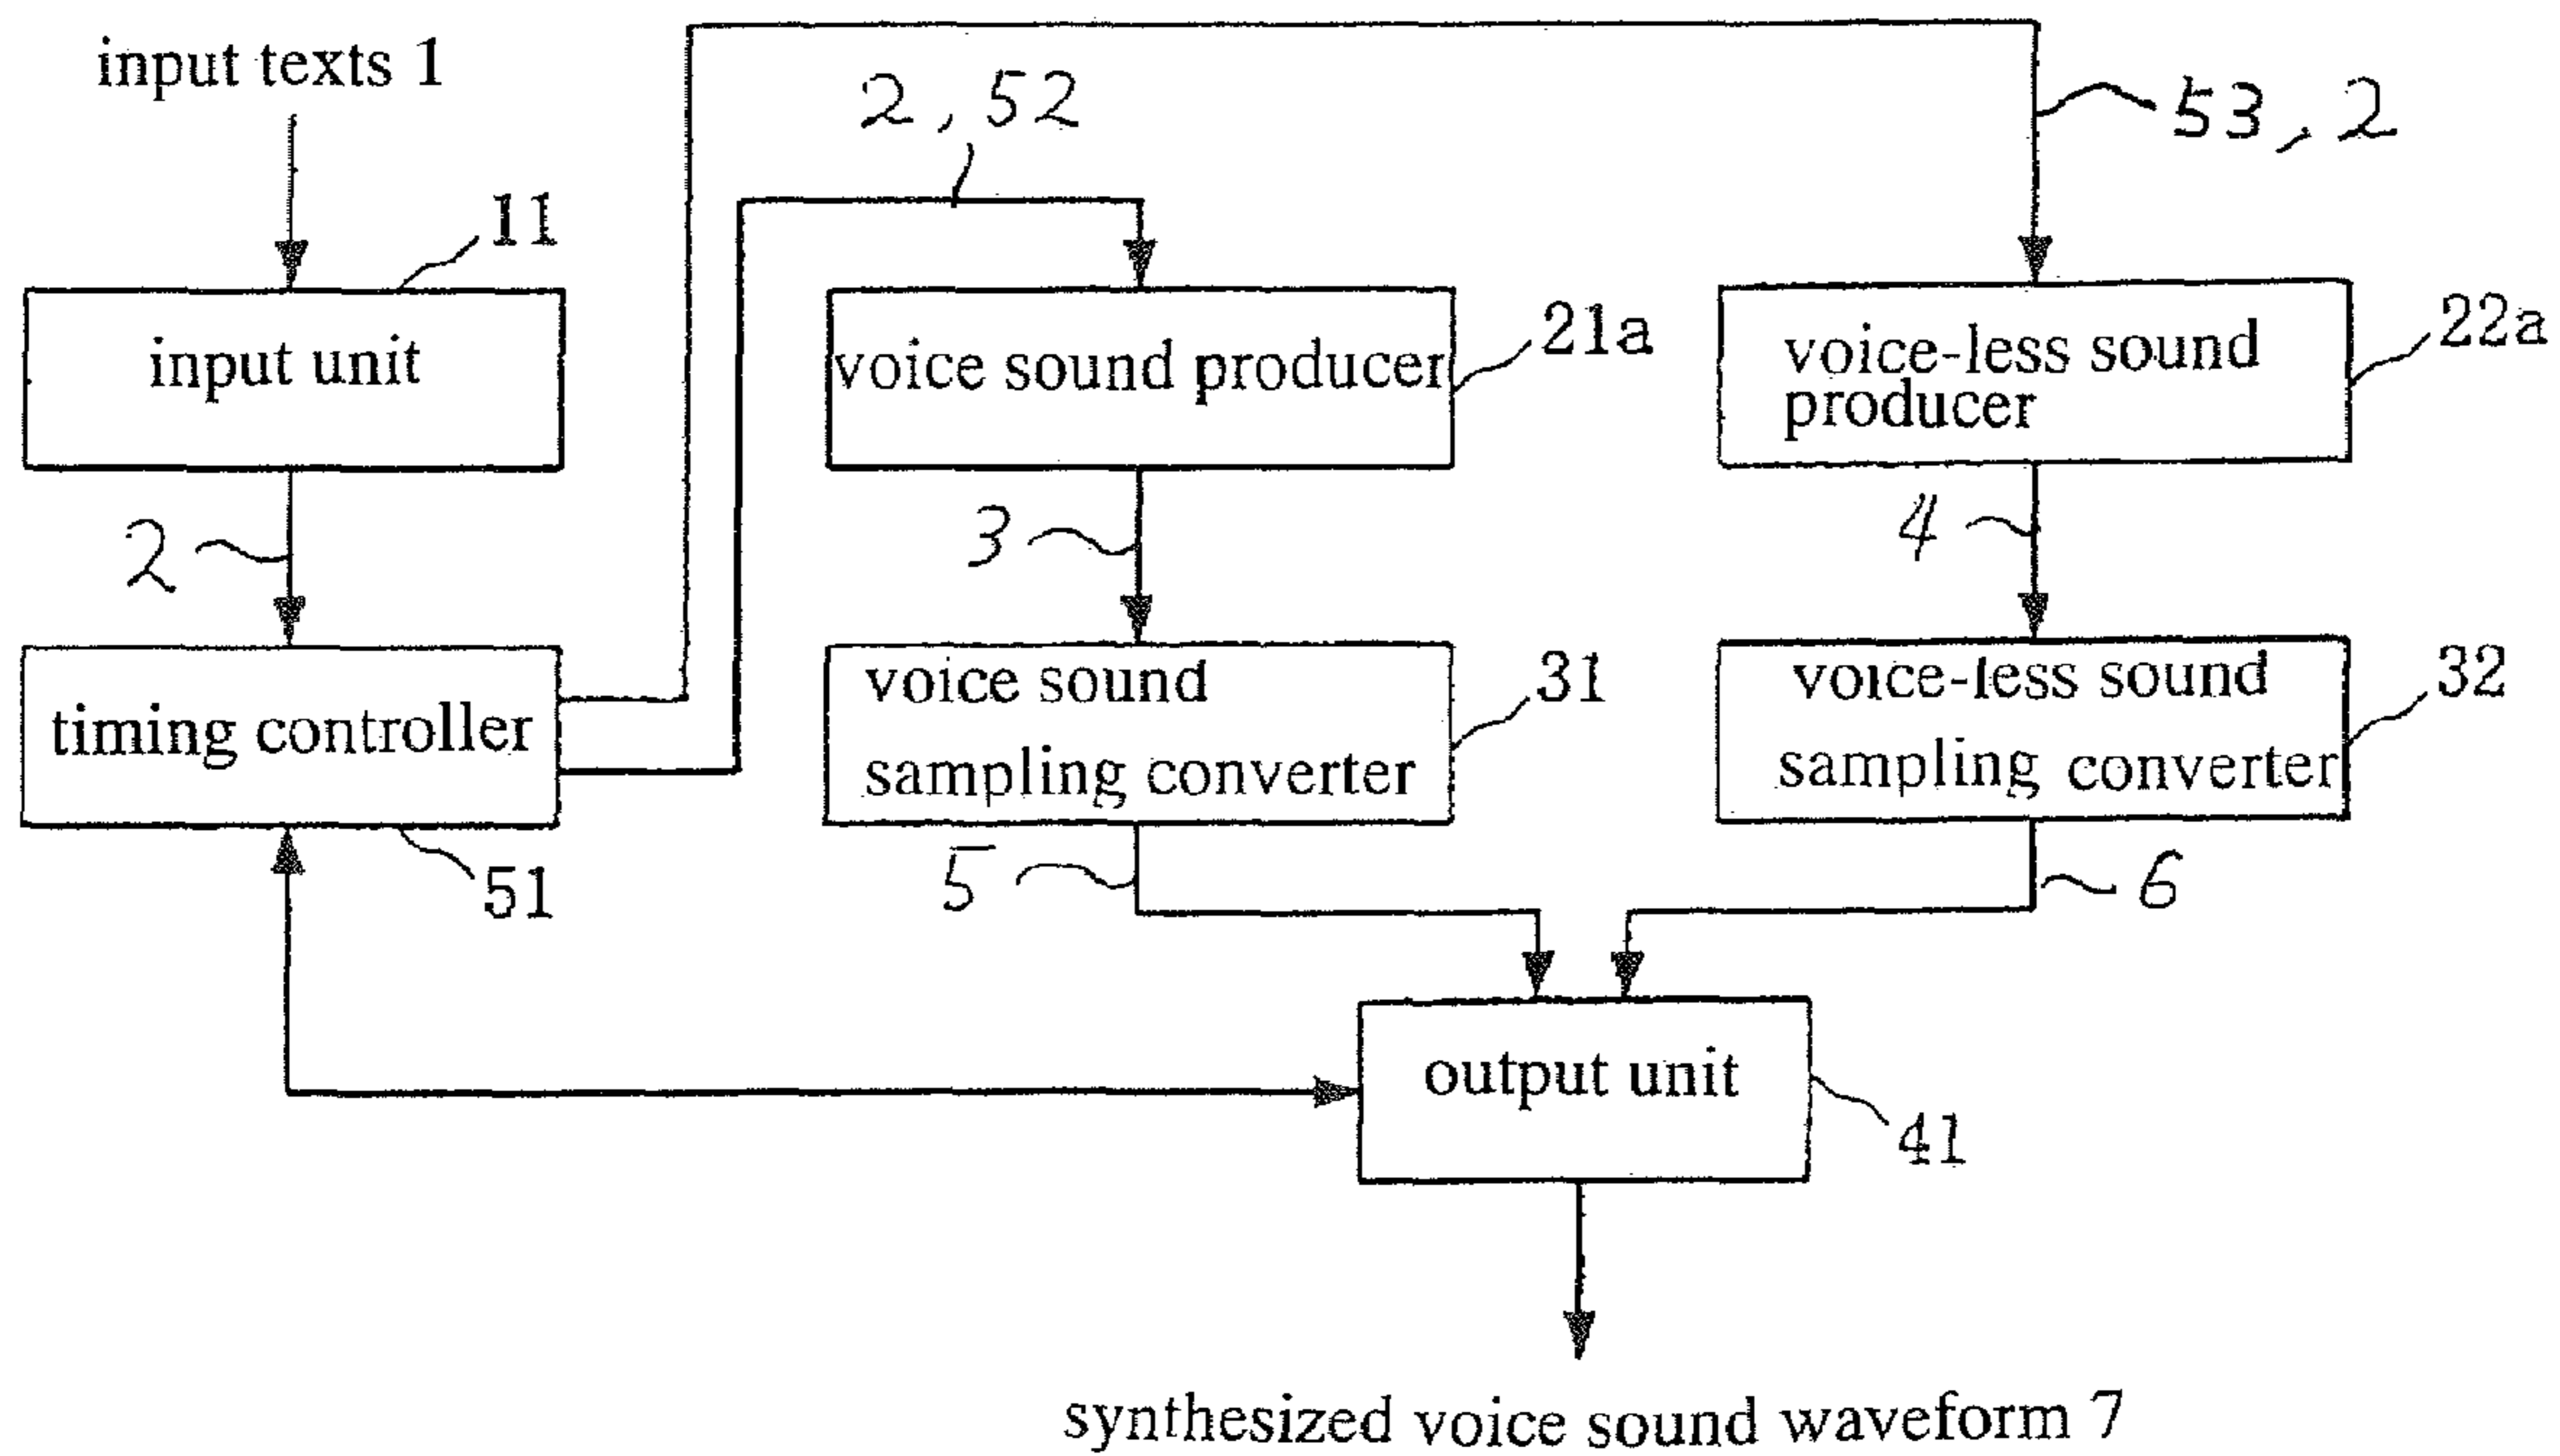 input texts 1
2, 52
53, 2
11
input unit
voice sound producer
21a
voice-less sound
producer
22a
2
3
4
timing controller
51
voice sound
sampling converter
31
voice-less sound
sampling converter
32
5
6
output unit
41
synthesized voice sound waveform 7